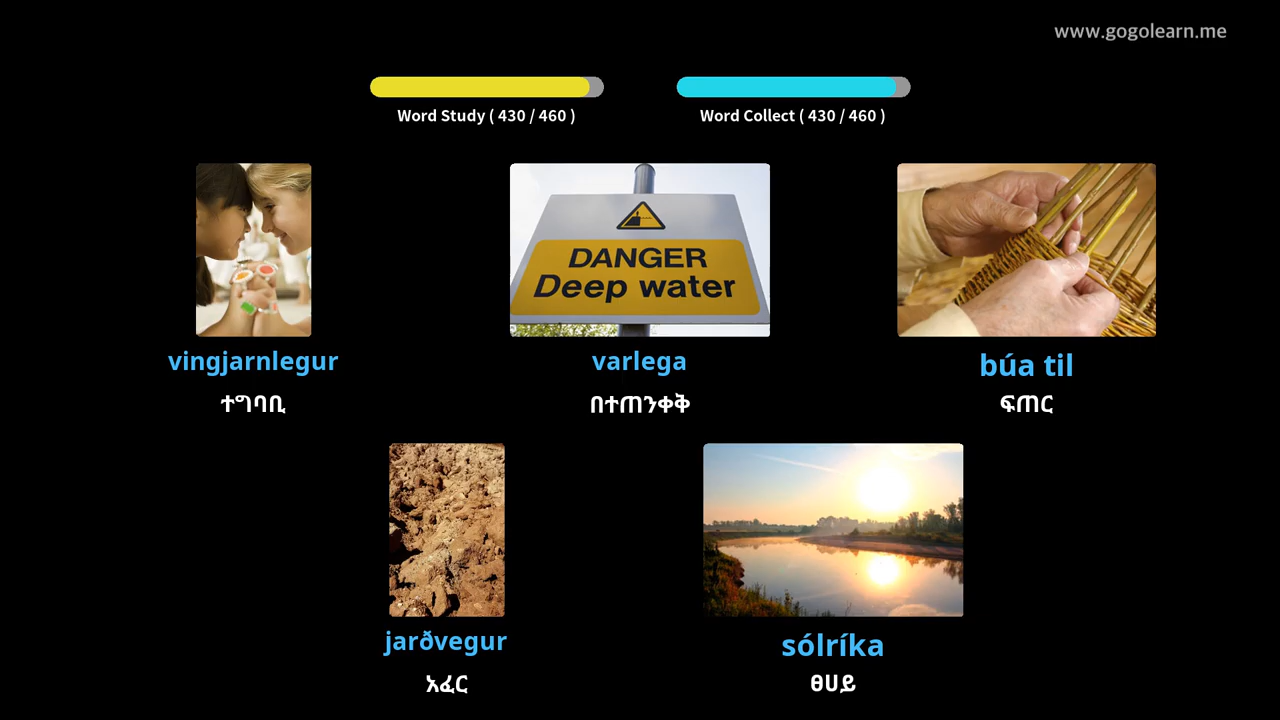 www.gogolearn.me
Word Study ( 430 / 460 )
Word Collect ( 430 / 460 )
DANGER
Deep water
vingjarnlegur
varlega
búa til
ተግባቢ
በተጠንቀቅ
ፍጠር
jarðvegur
sólríka
አፈር
ፀሀይ